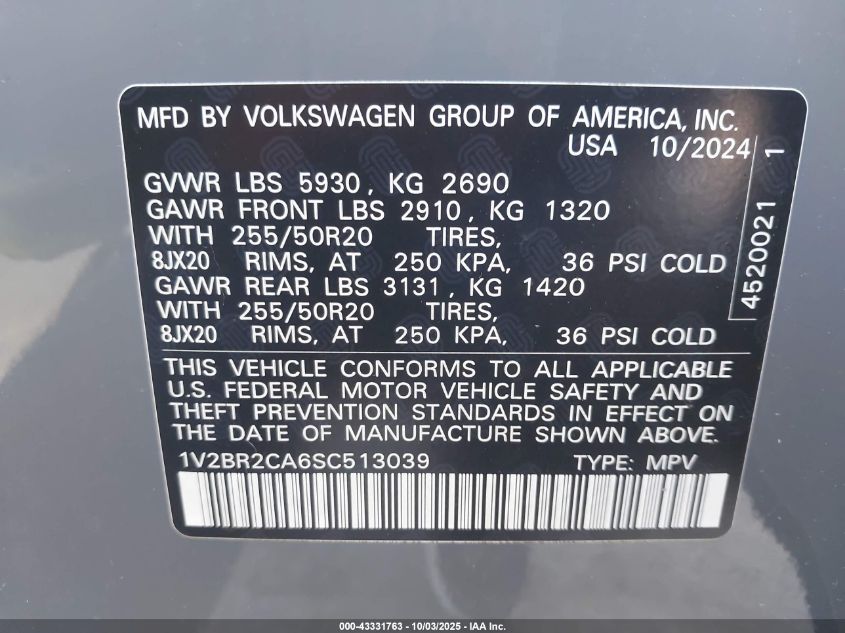 MFD BY VOLKSWAGEN GROUP OF AMERICA, INC.
USA 10/2024
GVWR LBS 5930, KG 2690
GAWR FRONT LBS 2910, KG 1320
WITH 255/50R20 TIRES,
8JX20 RIMS, AT 250 KPA, 36 PSI COLD
GAWR REAR LBS 3131, KG 1420
WITH 255/50R20 TIRES,
8JX20 RIMS, AT 250 KPA, 36 PSI COLD
4520021 1
THIS VEHICLE CONFORMS TO ALL APPLICABLE
U.S. FEDERAL MOTOR VEHICLE SAFETY AND
THEFT PREVENTION STANDARDS IN EFFECT ON
THE DATE OF MANUFACTURE SHOWN ABOVE.
1V2BR2CA6SC513039 TYPE: MPV
000-43331763 - 10/03/2025 - IAA Inc.